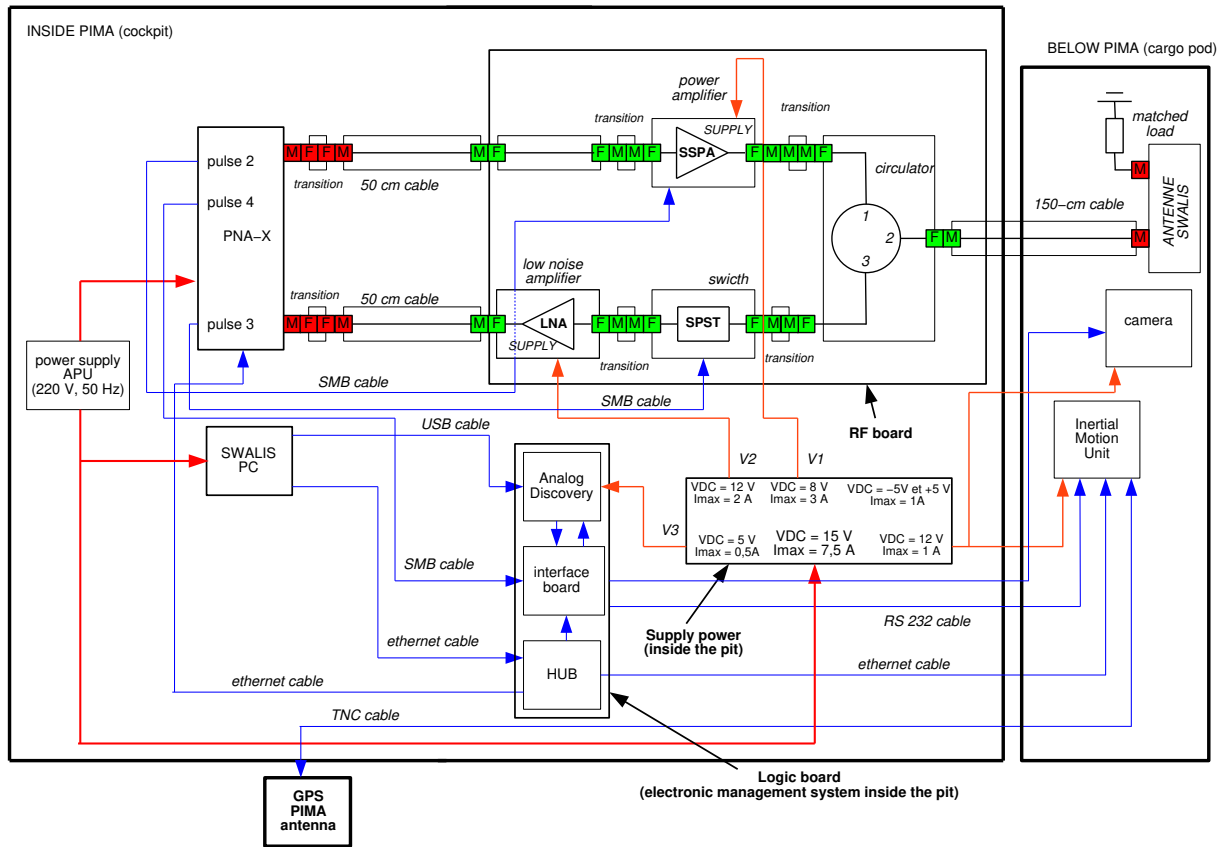 INSIDE PIMA (cockpit)
BELOW PIMA (cargo pod)
power
amplifier
transition
transition
SUPPLY
SSPA
M F F M
M F
F M M F
F M M M F
transition
50 cm cable
pulse 2
pulse 4
PNA-X
pulse 3
circulator
1
2
3
matched
load
M
ANTENNE
SWALIS
150-cm cable
F M
M
low noise
amplifier
swicth
transition
50 cm cable
M F F M
M F
LNA
SUPPLY
F M M F
SPST
F M M F
transition
transition
camera
power supply
APU
(220 V, 50 Hz)
SMB cable
SMB cable
RF board
USB cable
SWALIS
PC
Analog
Discovery
V2
V1
V3
VDC = 12 V
Imax = 2 A
VDC = 8 V
Imax = 3 A
VDC = -5V et +5 V
Imax = 1A
VDC = 5 V
Imax = 0,5A
VDC = 15 V
Imax = 7,5 A
VDC = 12 V
Imax = 1 A
Inertial
Motion
Unit
SMB cable
interface
board
RS 232 cable
Supply power
(inside the pit)
ethernet cable
HUB
ethernet cable
ethernet cable
TNC cable
Logic board
(electronic management system inside the pit)
GPS
PIMA
antenna